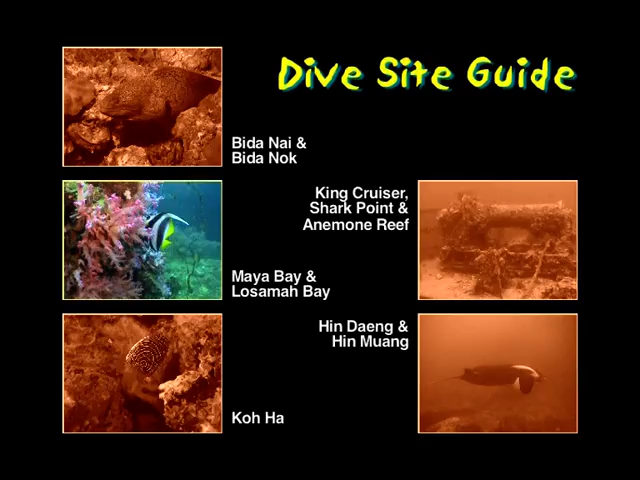 Dive Site Guide
Bida Nai &
Bida Nok
King Cruiser,
Shark Point &
Anemone Reef
Maya Bay &
Losamah Bay
Hin Daeng &
Hin Muang
Koh Ha